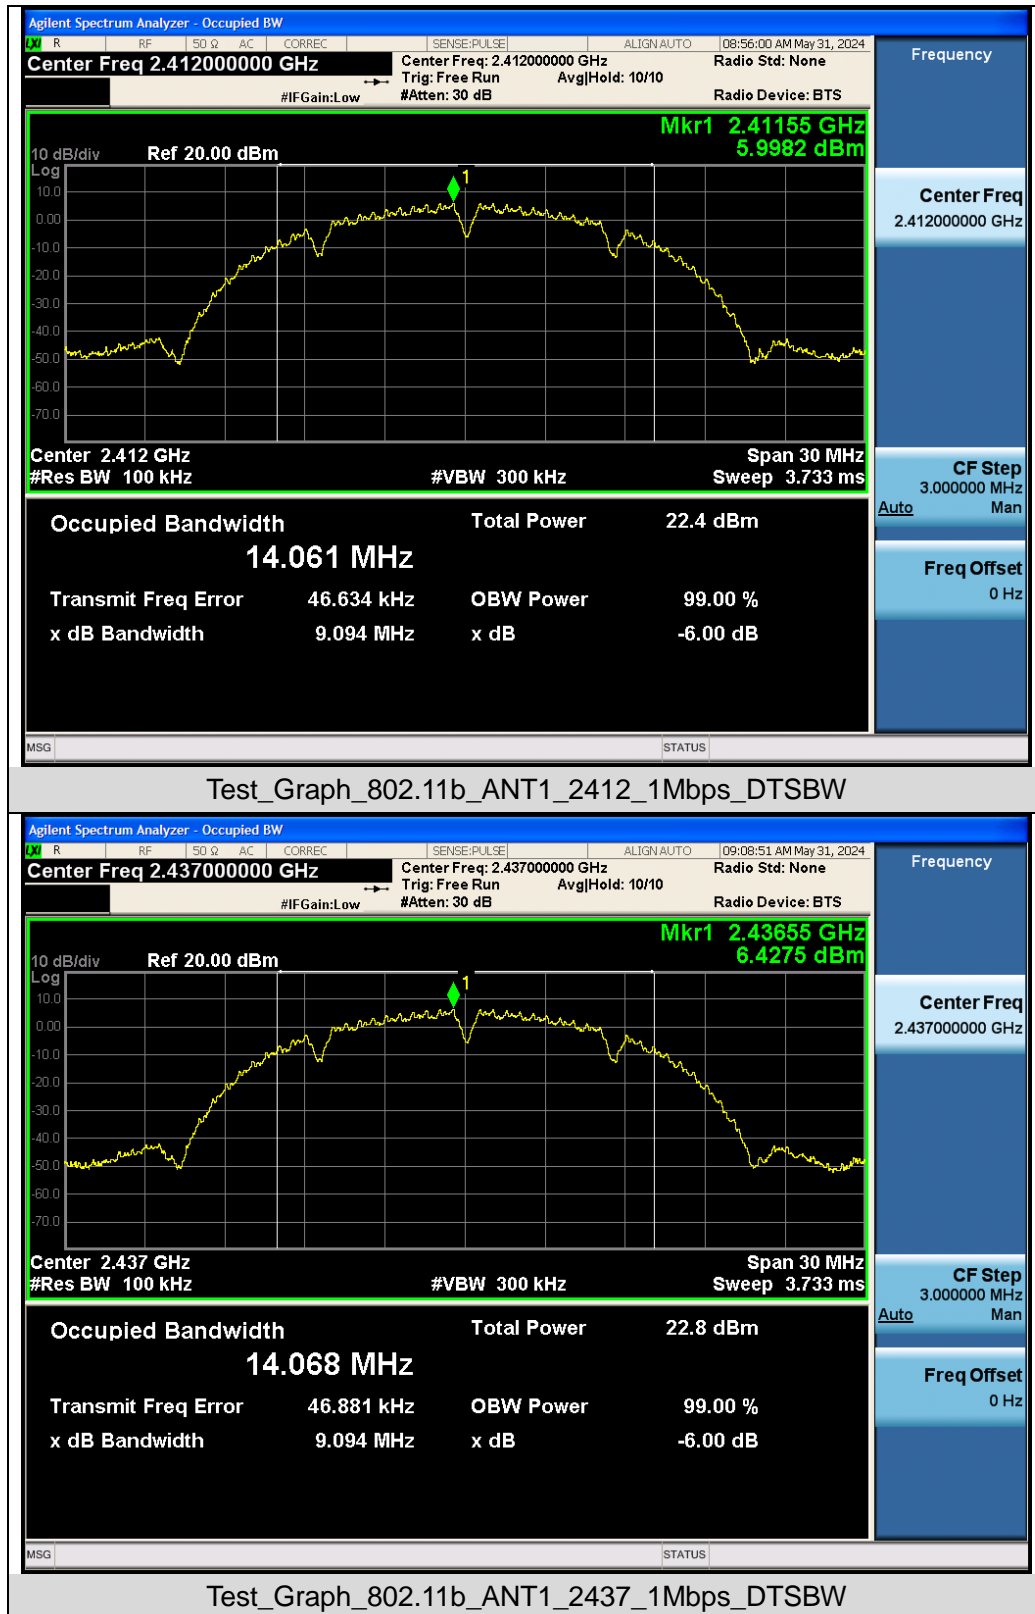 Agilent Spectrum Analyzer - Occupied BW
LXI R RF 50 Ω AC CORREC SENSE:PULSE ALIGN AUTO 08:56:00 AM May 31, 2024
Center Freq 2.412000000 GHz
Center Freq: 2.412000000 GHz
Radio Std: None
Trig: Free Run Avg|Hold: 10/10
#IFGain:Low #Atten: 30 dB Radio Device: BTS
Frequency
Mkr1 2.41155 GHz
5.9982 dBm
10 dB/div Ref 20.00 dBm
Log
1
10.0
0.00
-10.0
-20.0
-30.0
-40.0
-50.0
-60.0
-70.0
Center 2.412 GHz Span 30 MHz
#Res BW 100 kHz #VBW 300 kHz Sweep 3.733 ms
Center Freq
2.412000000 GHz
CF Step
3.000000 MHz
Auto Man
Freq Offset
0 Hz
Occupied Bandwidth Total Power 22.4 dBm
14.061 MHz
Transmit Freq Error 46.634 kHz OBW Power 99.00 %
x dB Bandwidth 9.094 MHz x dB -6.00 dB
MSG STATUS
Test_Graph_802.11b_ANT1_2412_1Mbps_DTSBW
Agilent Spectrum Analyzer - Occupied BW
LXI R RF 50 Ω AC CORREC SENSE:PULSE ALIGN AUTO 09:08:51 AM May 31, 2024
Center Freq 2.437000000 GHz
Center Freq: 2.437000000 GHz
Radio Std: None
Trig: Free Run Avg|Hold: 10/10
#IFGain:Low #Atten: 30 dB Radio Device: BTS
Frequency
Mkr1 2.43655 GHz
6.4275 dBm
10 dB/div Ref 20.00 dBm
Log
1
10.0
0.00
-10.0
-20.0
-30.0
-40.0
-50.0
-60.0
-70.0
Center 2.437 GHz Span 30 MHz
#Res BW 100 kHz #VBW 300 kHz Sweep 3.733 ms
Center Freq
2.437000000 GHz
CF Step
3.000000 MHz
Auto Man
Freq Offset
0 Hz
Occupied Bandwidth Total Power 22.8 dBm
14.068 MHz
Transmit Freq Error 46.881 kHz OBW Power 99.00 %
x dB Bandwidth 9.094 MHz x dB -6.00 dB
MSG STATUS
Test_Graph_802.11b_ANT1_2437_1Mbps_DTSBW